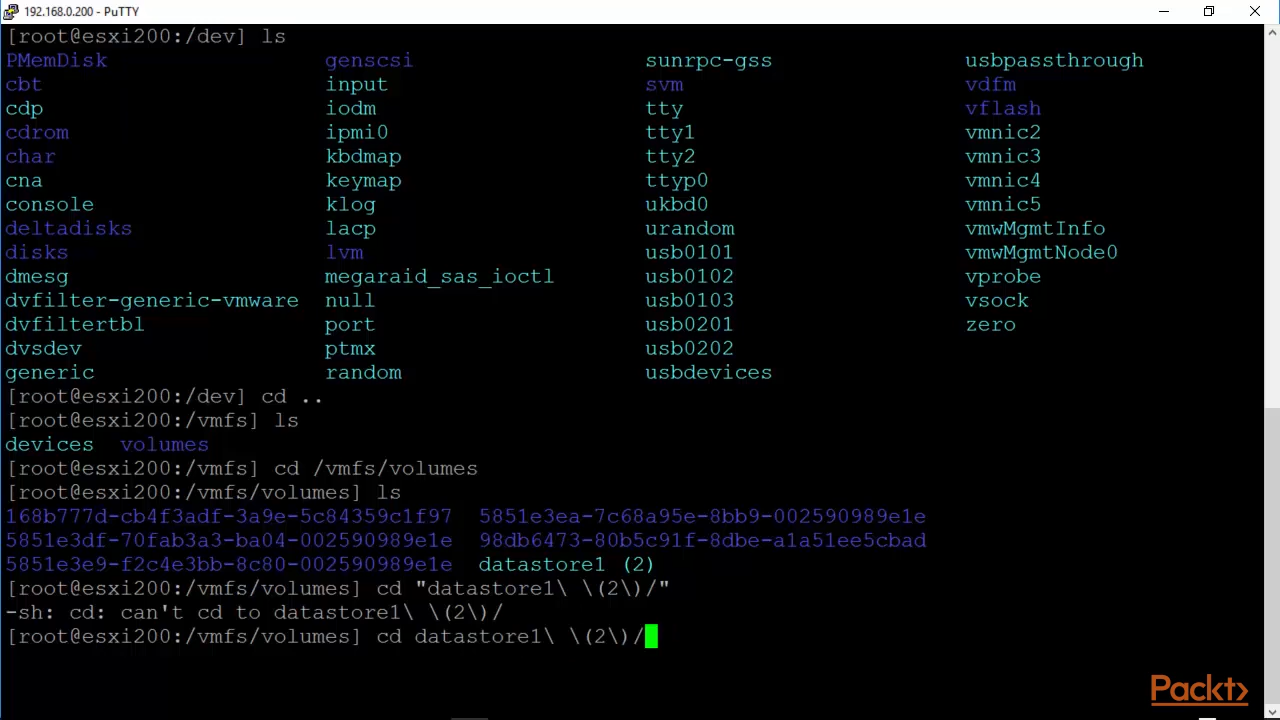 192.168.0.200 - PuTTY
[root@esxi200:/dev] ls
PMemDisk genscsi sunrpc-gss usbpassthrough
cbt input svm vdfm
cdp iodm tty vflash
cdrom ipmi0 tty1 vmnic2
char kbdmap tty2 vmnic3
cna keymap ttyp0 vmnic4
console klog ukbd0 vmnic5
deltadisks lacp urandom vmwMgmtInfo
disks lvm usb0101 vmwMgmtNode0
dmesg megaraid_sas_ioctl usb0102 vprobe
dvfilter-generic-vmware null usb0103 vsock
dvfiltertbl port usb0201 zero
dvsdev ptmx usb0202
generic random usbdevices
[root@esxi200:/dev] cd ..
[root@esxi200:/vmfs] ls
devices volumes
[root@esxi200:/vmfs] cd /vmfs/volumes
[root@esxi200:/vmfs/volumes] ls
168b777d-cb4f3adf-3a9e-5c84359c1f97 5851e3ea-7c68a95e-8bb9-002590989e1e
5851e3df-70fab3a3-ba04-002590989e1e 98db6473-80b5c91f-8dbe-a1a51ee5cbad
5851e3e9-f2c4e3bb-8c80-002590989e1e datastore1 (2)
[root@esxi200:/vmfs/volumes] cd "datastore1\ \(2\)/"
-sh: cd: can't cd to datastore1\ \(2\)/
[root@esxi200:/vmfs/volumes] cd datastore1\ \(2\)/
Packt>